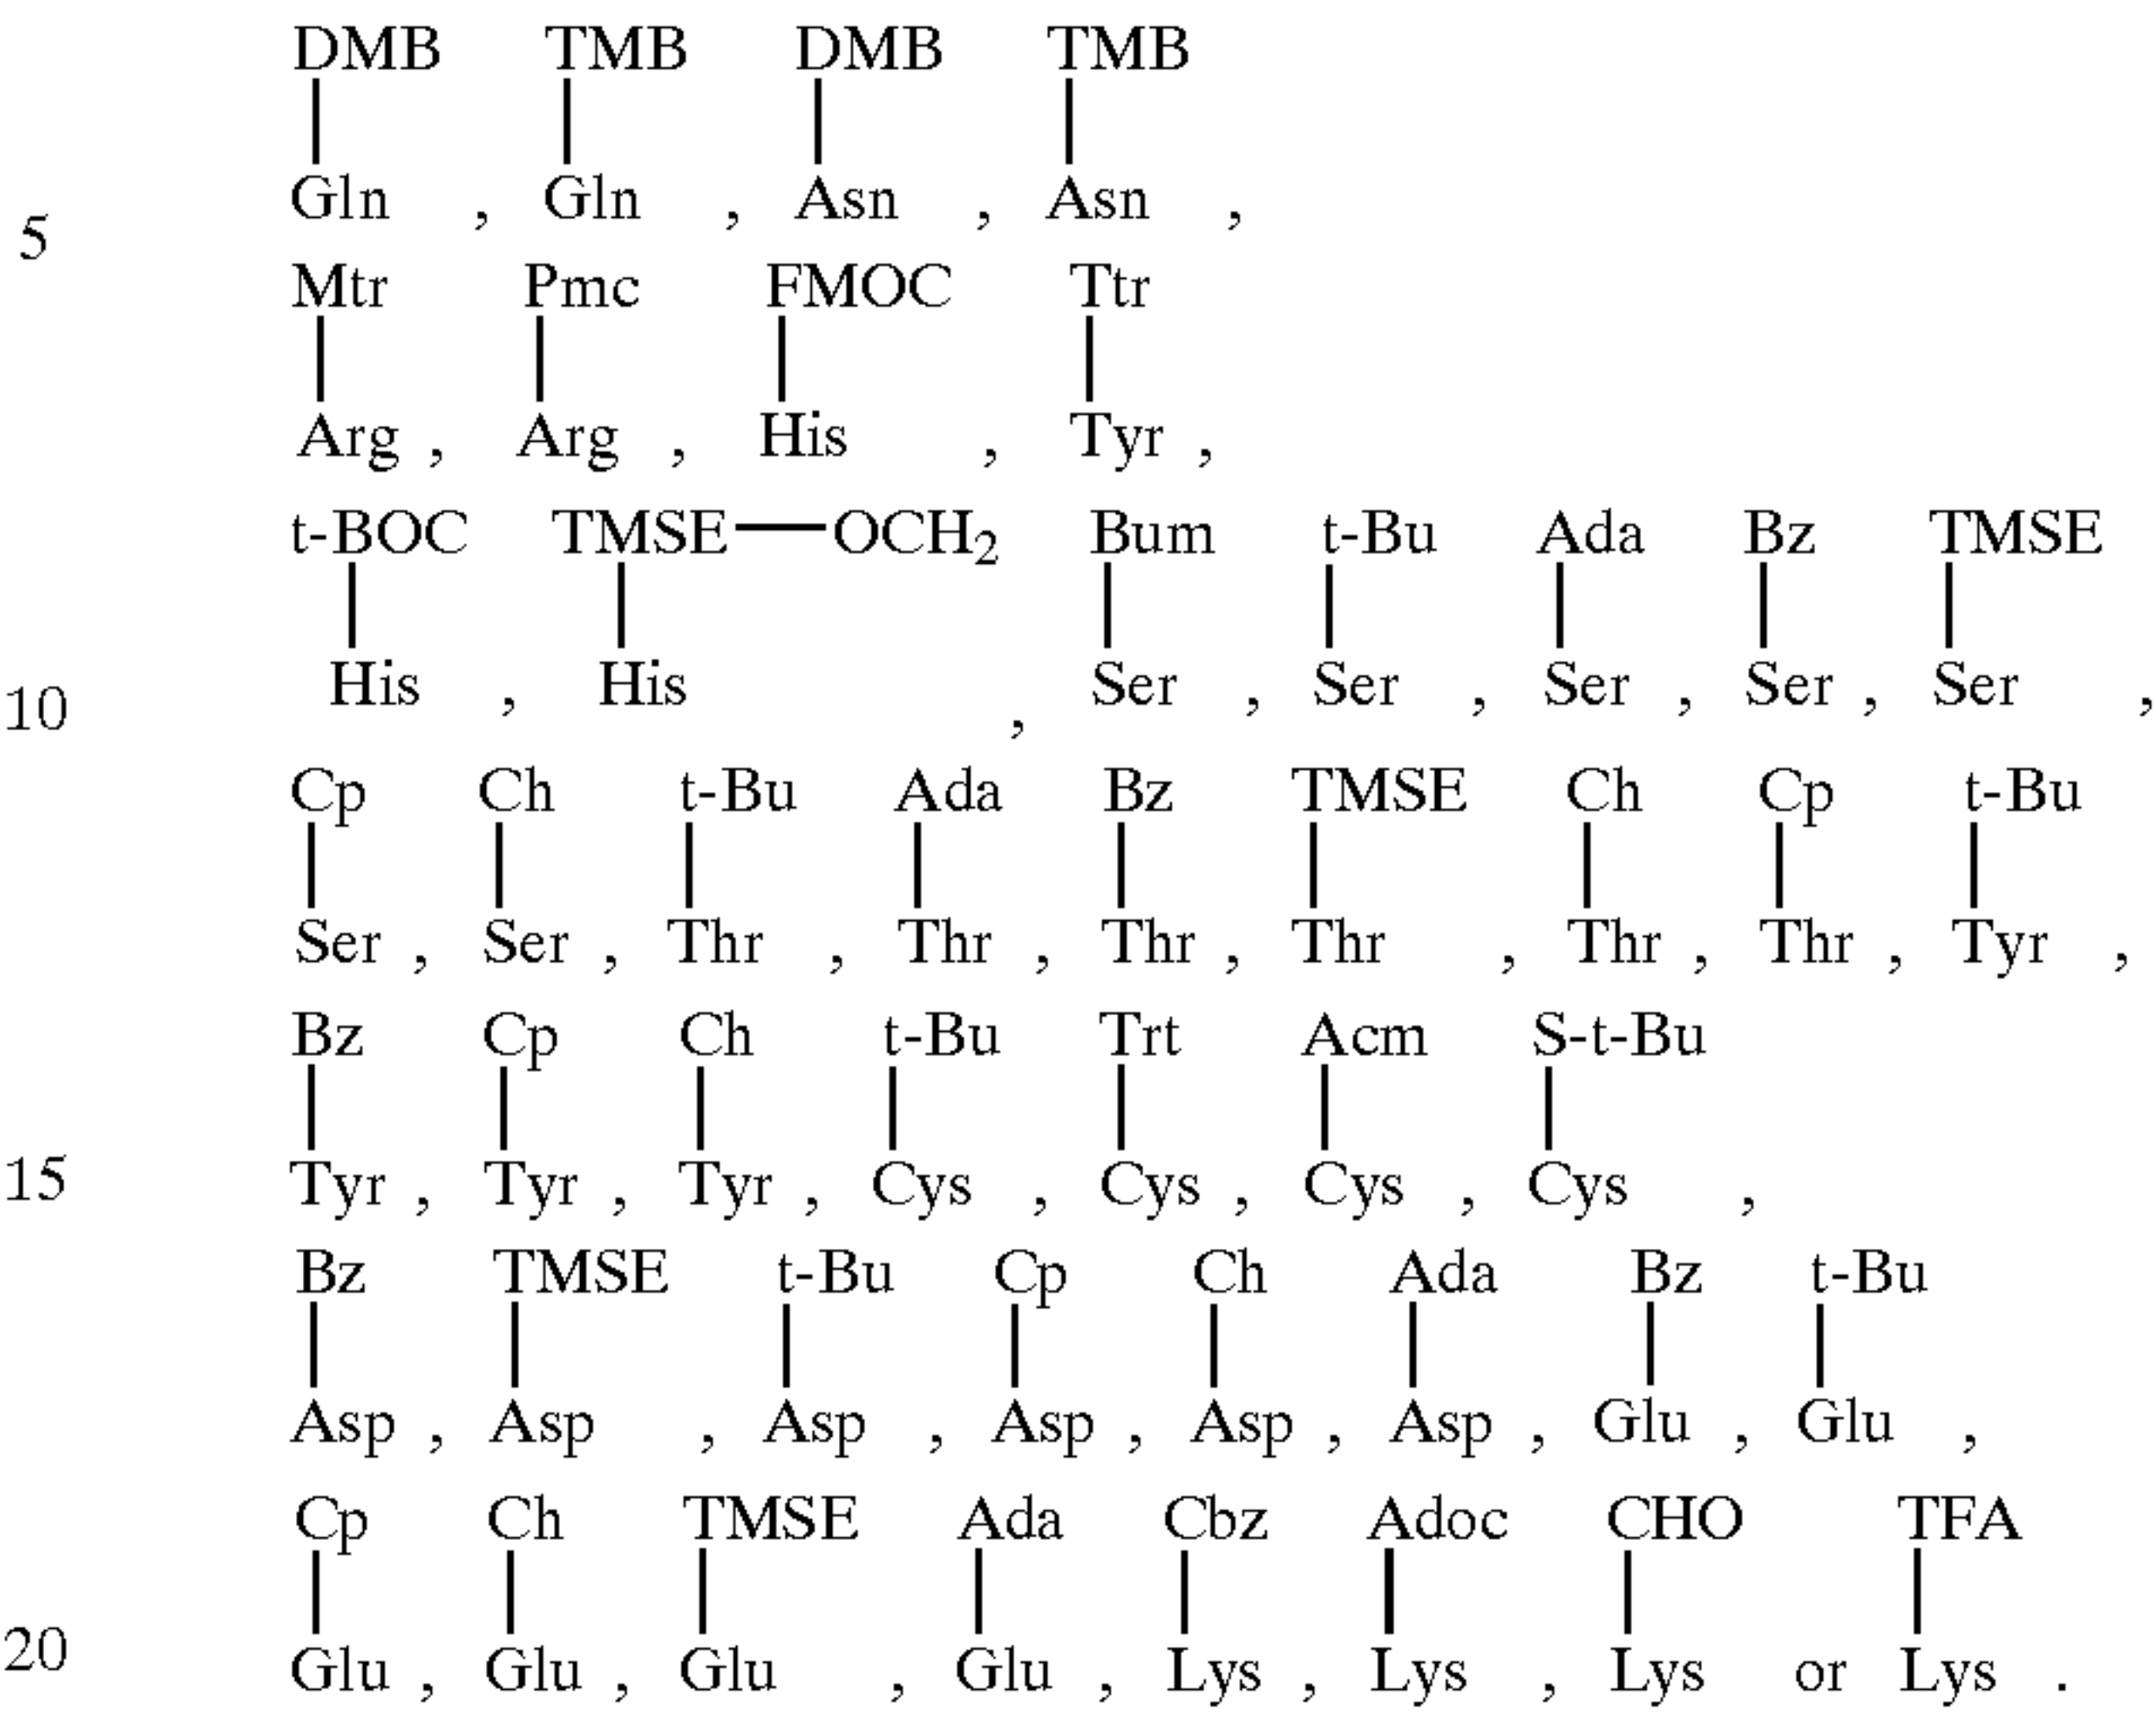 DMB TMB DMB TMB
Gln , Gln , Asn , Asn ,
5
Mtr Pmc FMOC Ttr
Arg , Arg , His , Tyr ,
t-BOC TMSE—OCH2 Bum t-Bu Ada Bz TMSE
10 His , His , Ser , Ser , Ser , Ser , Ser ,
Cp Ch t-Bu Ada Bz TMSE Ch Cp t-Bu
Ser , Ser , Thr , Thr , Thr , Thr , Thr , Thr , Tyr ,
Bz Cp Ch t-Bu Trt Acm S-t-Bu
15 Tyr , Tyr , Tyr , Cys , Cys , Cys , Cys ,
Bz TMSE t-Bu Cp Ch Ada Bz t-Bu
Asp , Asp , Asp , Asp , Asp , Asp , Glu , Glu ,
Cp Ch TMSE Ada Cbz Adoc CHO TFA
20 Glu , Glu , Glu , Glu , Lys , Lys , Lys or Lys .